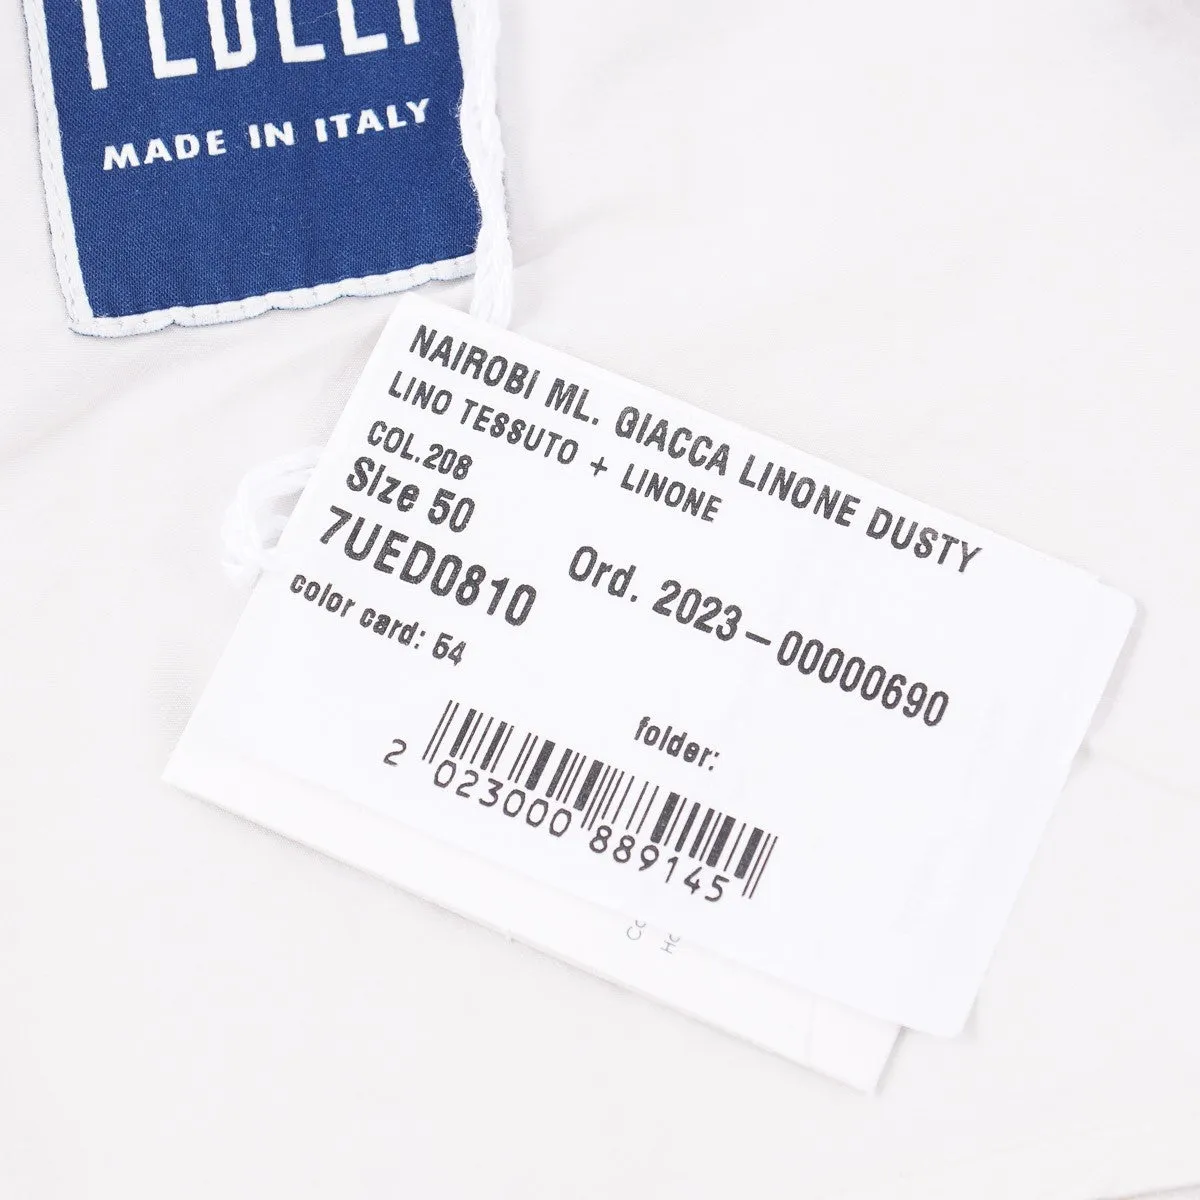 FEDELI
MADE IN ITALY
NAIROBI ML. GIACCA LINONE DUSTY
LINO TESSUTO + LINONE
COL.208
Size 50
7UED0810
Ord. 2023-00000690
color card: 54
folder:
2 023000 889145